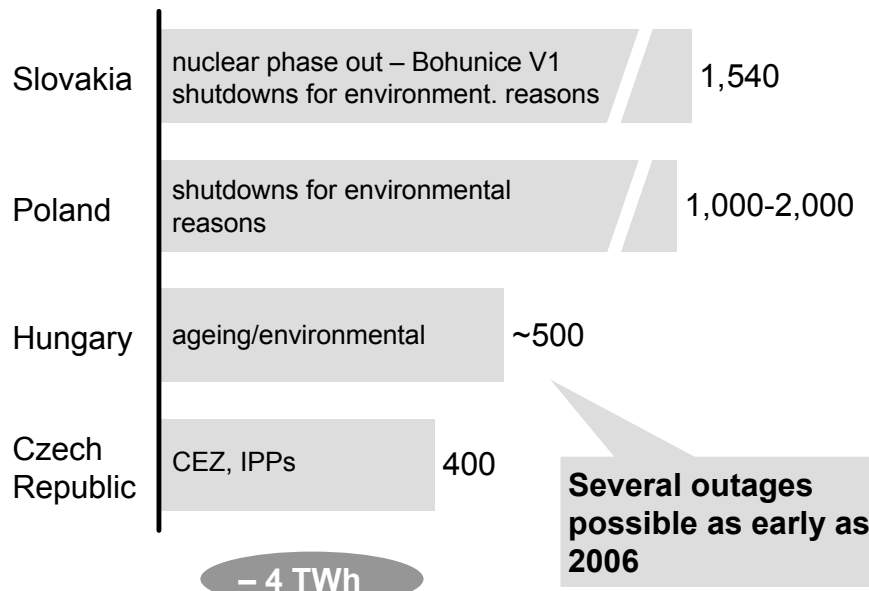 Slovakia
nuclear phase out – Bohunice V1
shutdowns for environment. reasons
1,540
Poland
shutdowns for environmental
reasons
1,000-2,000
Hungary
ageing/environmental
~500
Czech
Republic
CEZ, IPPs
400
Several outages
possible as early as
2006
– 4 TWh